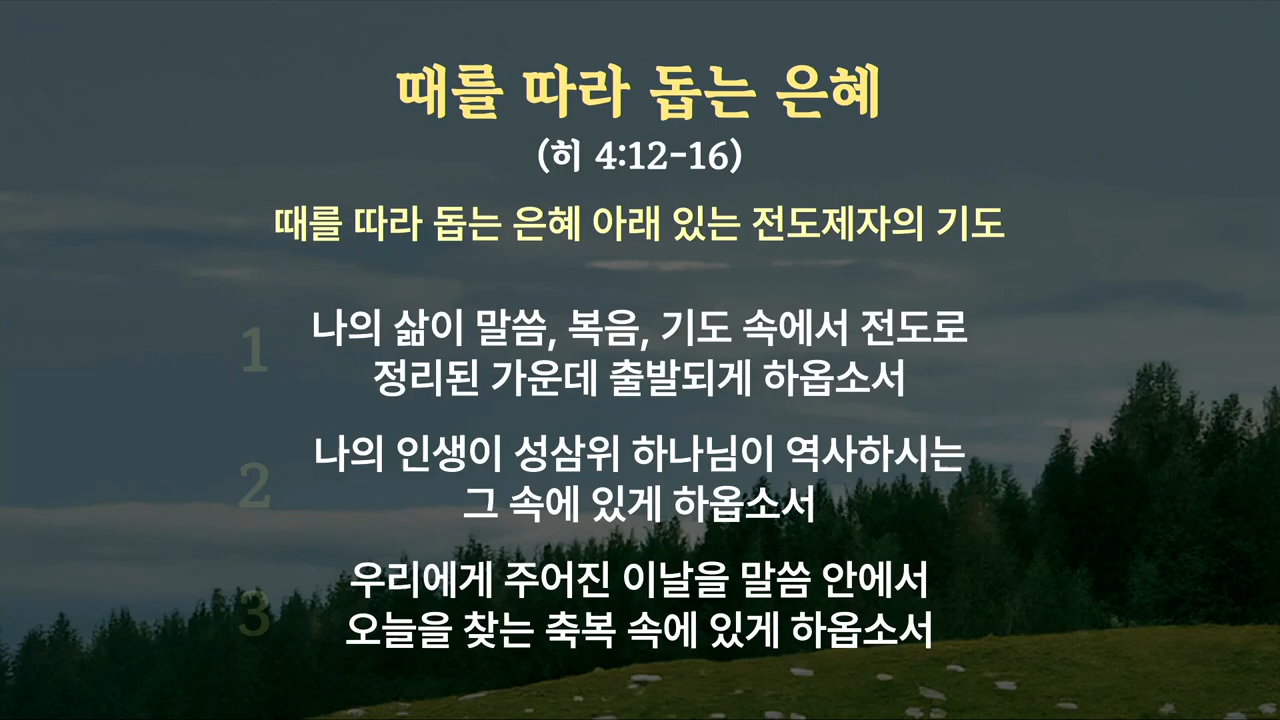 때를 따라 돕는 은혜
(히 4:12-16)
때를 따라 돕는 은혜 아래 있는 전도제자의 기도
1
나의 삶이 말씀, 복음, 기도 속에서 전도로
정리된 가운데 출발되게 하옵소서
2
나의 인생이 성삼위 하나님이 역사하시는
그 속에 있게 하옵소서
3
우리에게 주어진 이날을 말씀 안에서
오늘을 찾는 축복 속에 있게 하옵소서